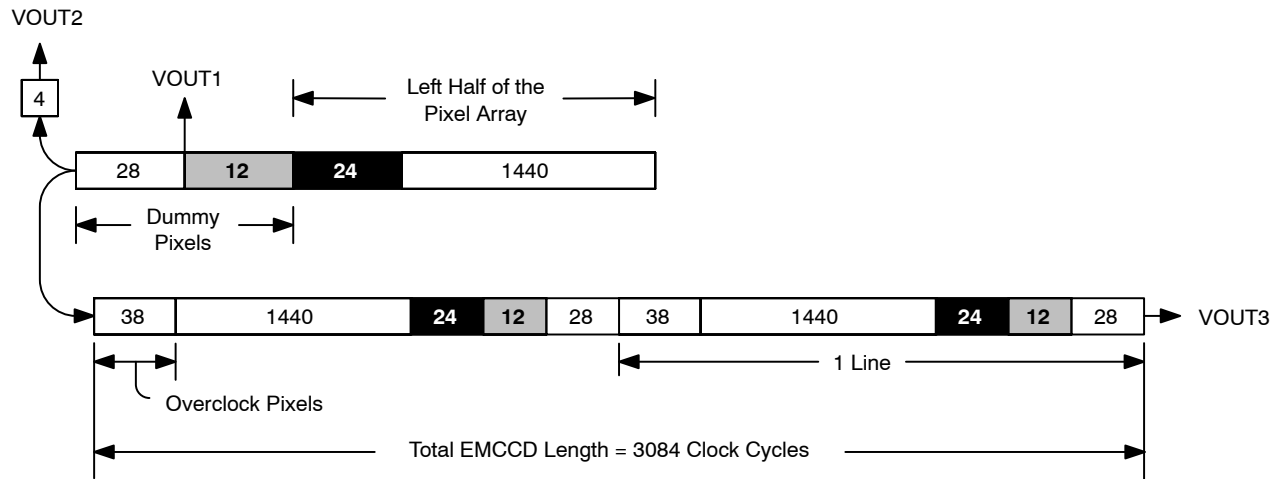 VOUT2
4
VOUT1
Left Half of the
Pixel Array
28 12 24 1440
Dummy
Pixels
38 1440 24 12 28 38 1440 24 12 28 VOUT3
1 Line
Overclock Pixels
Total EMCCD Length = 3084 Clock Cycles